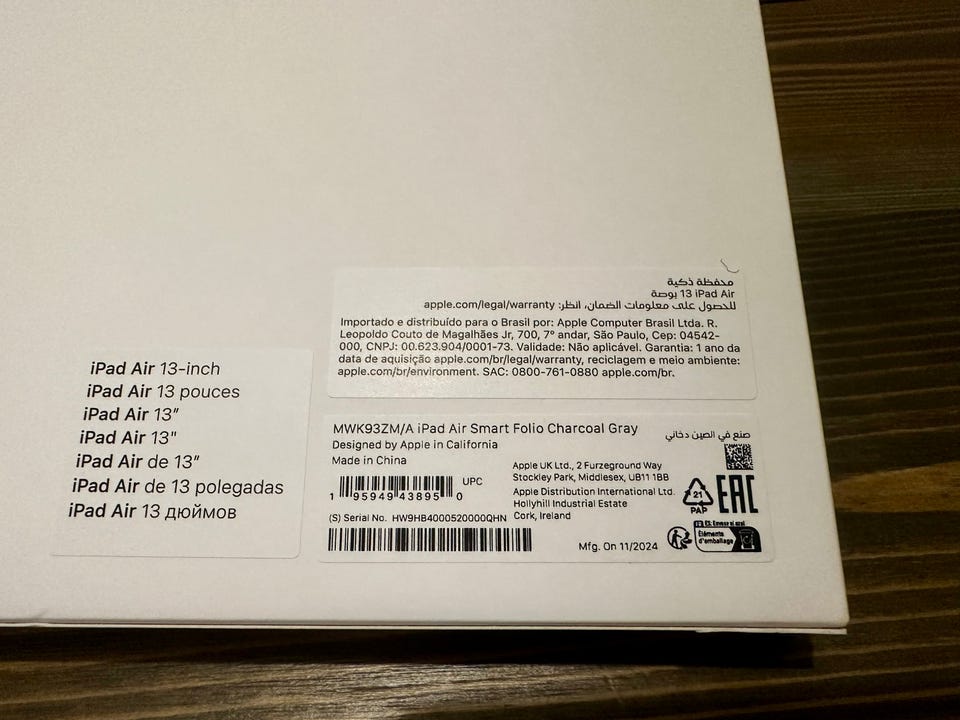 iPad Air 13-inch
iPad Air 13 pouces
iPad Air 13″
iPad Air 13"
iPad Air de 13″
iPad Air de 13 polegadas
iPad Air 13 дюймов
محفظة ذكية
iPad Air 13 بوصة
للحصول على معلومات الضمان، انظر: apple.com/legal/warranty
Importado e distribuído para o Brasil por: Apple Computer Brasil Ltda. R.
Leopoldo Couto de Magalhães Jr, 700, 7° andar, São Paulo, Cep: 04542-
000, CNPJ: 00.623.904/0001-73. Validade: Não aplicável. Garantia: 1 ano da
data de aquisição apple.com/br/legal/warranty, reciclagem e meio ambiente:
apple.com/br/environment. SAC: 0800-761-0880 apple.com/br.
MWK93ZM/A iPad Air Smart Folio Charcoal Gray
صنع في الصين دخاني
Designed by Apple in California
Made in China
1 95949 43895 0
UPC
(S) Serial No. HW9HB4000520000QHN
Apple UK Ltd., 2 Furzeground Way
Stockley Park, Middlesex, UB11 1BB
Apple Distribution International Ltd.
Hollyhill Industrial Estate
Cork, Ireland
Mfg. On 11/2024
21
PAP
EAC
Éléments
d'emballage